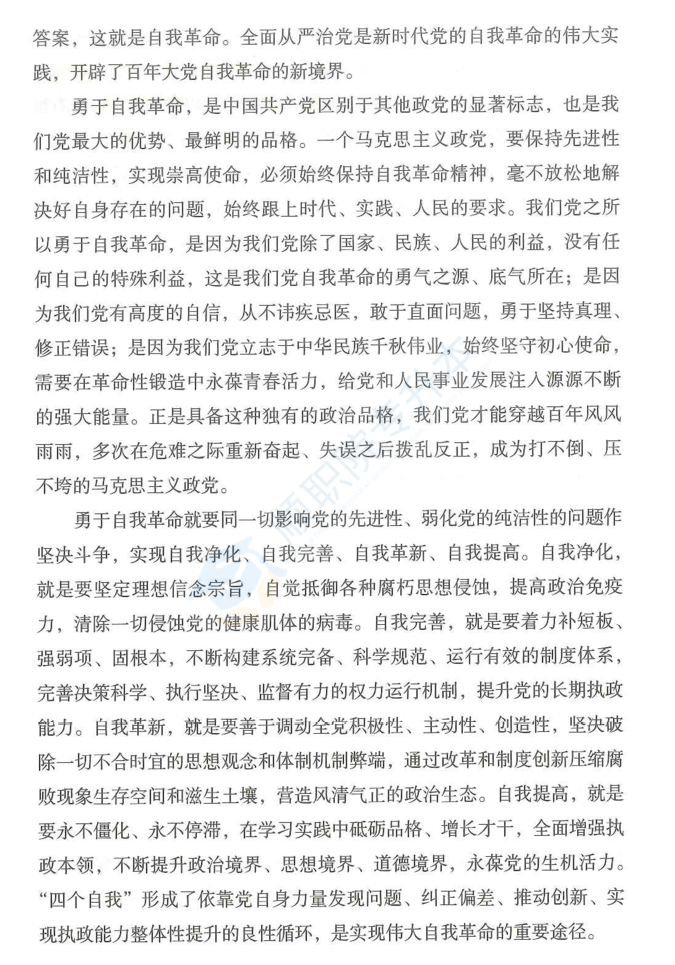 答案，这就是自我革命。全面从严治党是新时代党的自我革命的伟大实
践，开辟了百年大党自我革命的新境界。
勇于自我革命，是中国共产党区别于其他政党的显著标志，也是我
们党最大的优势、最鲜明的品格。一个马克思主义政党，要保持先进性
和纯洁性，实现崇高使命，必须始终保持自我革命精神，毫不放松地解
决好自身存在的问题，始终跟上时代、实践、人民的要求。我们党之所
以勇于自我革命，是因为我们党除了国家、民族、人民的利益，没有任
何自己的特殊利益，这是我们党自我革命的勇气之源、底气所在；是因
为我们党有高度的自信，从不讳疾忌医，敢于直面问题，勇于坚持真理、
修正错误；是因为我们党立志于中华民族千秋伟业，始终坚守初心使命，
需要在革命性锻造中永葆青春活力，给党和人民事业发展注入源源不断
的强大能量。正是具备这种独有的政治品格，我们党才能穿越百年风风
雨雨，多次在危难之际重新奋起、失误之后拨乱反正，成为打不倒、压
不垮的马克思主义政党。
勇于自我革命就要同一切影响党的先进性、弱化党的纯洁性的问题作
坚决斗争，实现自我净化、自我完善、自我革新、自我提高。自我净化，
就是要坚定理想信念宗旨，自觉抵御各种腐朽思想侵蚀，提高政治免疫
力，清除一切侵蚀党的健康肌体的病毒。自我完善，就是要着力补短板、
强弱项、固根本，不断构建系统完备、科学规范、运行有效的制度体系，
完善决策科学、执行坚决、监督有力的权力运行机制，提升党的长期执政
能力。自我革新，就是要善于调动全党积极性、主动性、创造性，坚决破
除一切不合时宜的思想观念和体制机制弊端，通过改革和制度创新压缩腐
败现象生存空间和滋生土壤，营造风清气正的政治生态。自我提高，就是
要永不僵化、永不停滞，在学习实践中砥砺品格、增长才干，全面增强执
政本领，不断提升政治境界、思想境界、道德境界，永葆党的生机活力。
“四个自我”形成了依靠党自身力量发现问题、纠正偏差、推动创新、实
现执政能力整体性提升的良性循环，是实现伟大自我革命的重要途径。
顺职院专升本